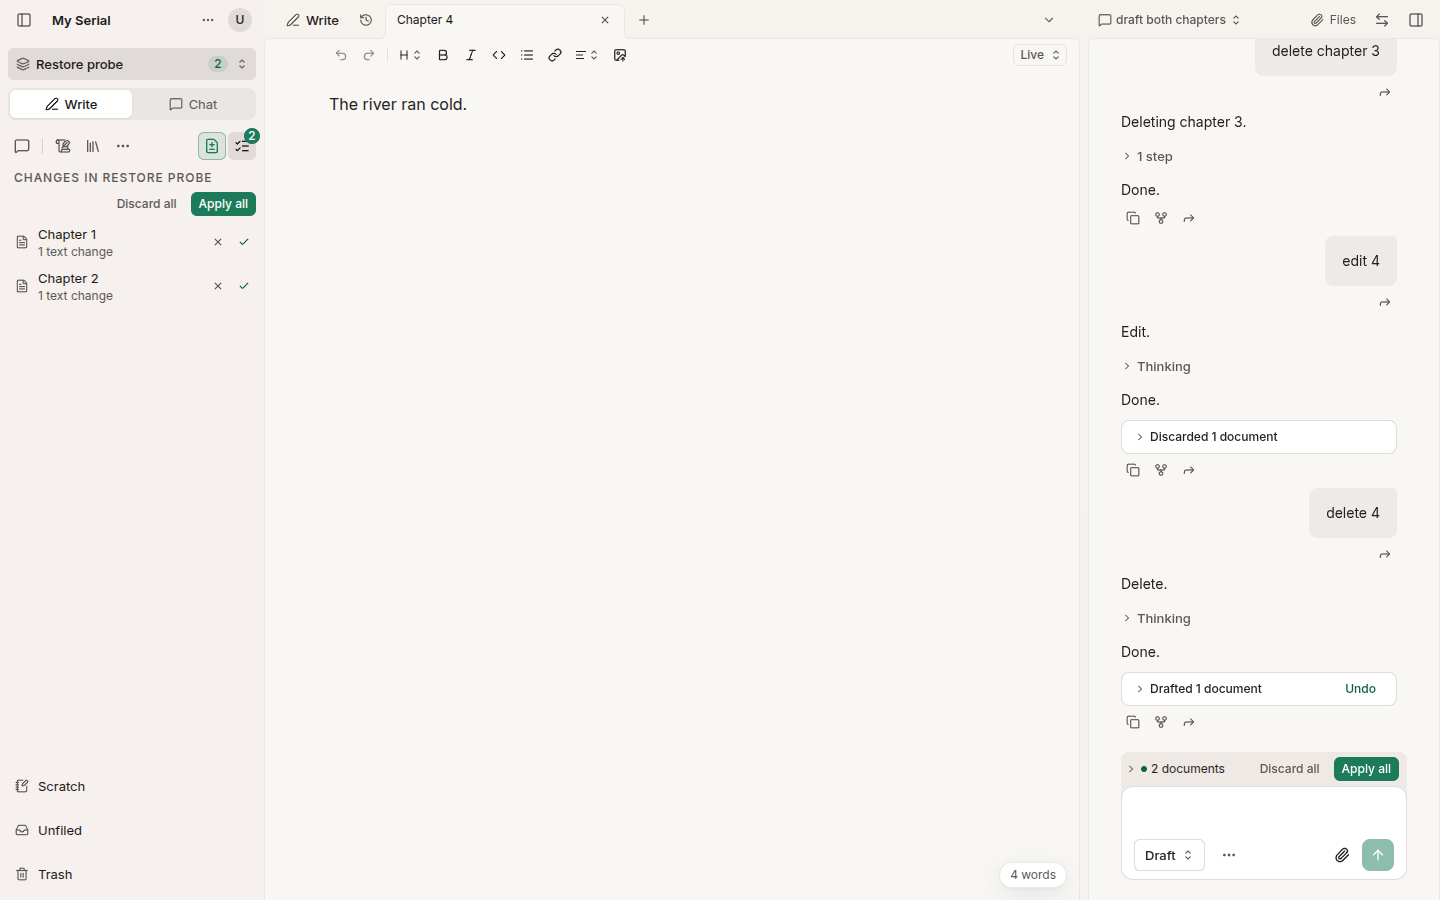 My Serial
U
Restore probe
2
Write
Chat
2
CHANGES IN RESTORE PROBE
Discard all
Apply all
Chapter 1
1 text change
Chapter 2
1 text change
Scratch
Unfiled
Trash
Write
Chapter 4
H
B
I
Live
The river ran cold.
4 words
draft both chapters
Files
delete chapter 3
Deleting chapter 3.
1 step
Done.
edit 4
Edit.
Thinking
Done.
Discarded 1 document
delete 4
Delete.
Thinking
Done.
Drafted 1 document
Undo
2 documents
Discard all
Apply all
Draft